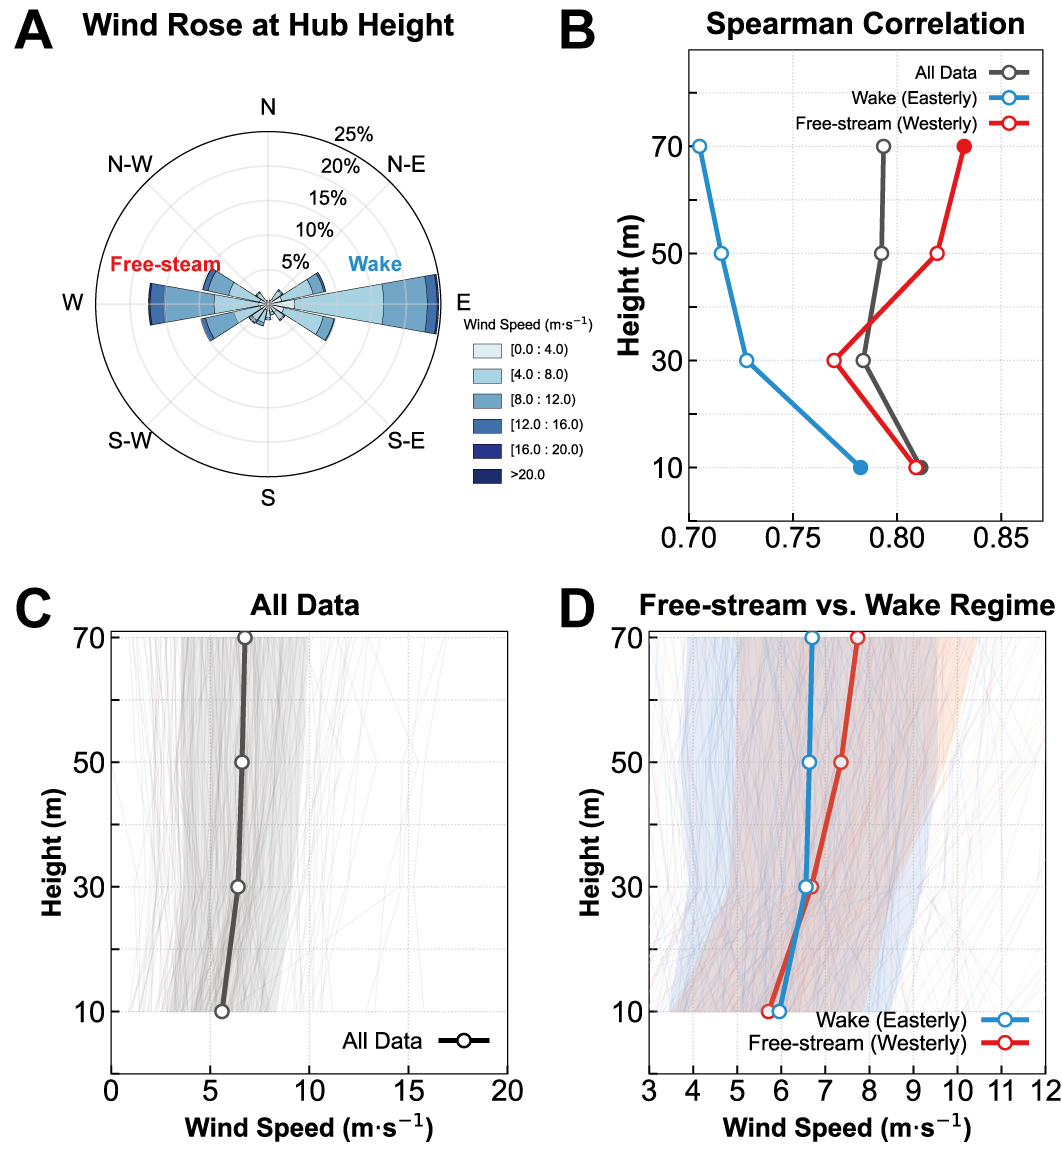 A Wind Rose at Hub Height
N
N-W
N-E
25%
20%
15%
10%
5%
Free-steam
Wake
W
E
S-W
S-E
S
Wind Speed (m·s⁻¹)
[0.0 : 4.0)
[4.0 : 8.0)
[8.0 : 12.0)
[12.0 : 16.0)
[16.0 : 20.0)
>20.0
B Spearman Correlation
All Data
Wake (Easterly)
Free-stream (Westerly)
Height (m)
70
50
30
10
0.70 0.75 0.80 0.85
C All Data
Height (m)
70
50
30
10
All Data
0 5 10 15 20
Wind Speed (m·s⁻¹)
D Free-stream vs. Wake Regime
Height (m)
70
50
30
10
Wake (Easterly)
Free-stream (Westerly)
3 4 5 6 7 8 9 10 11 12
Wind Speed (m·s⁻¹)